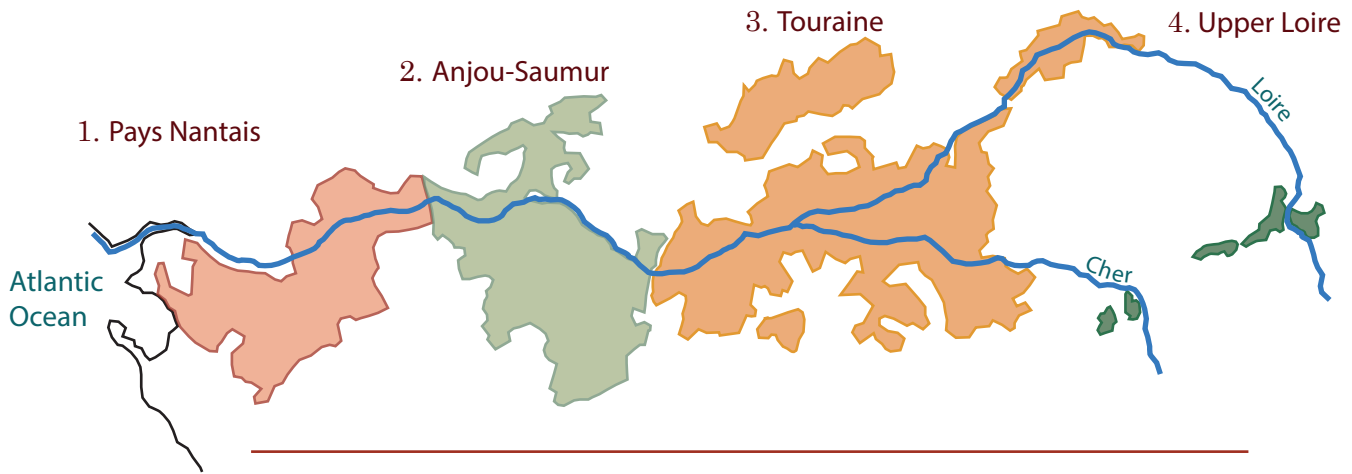 1. Pays Nantais
2. Anjou-Saumur
3. Touraine
4. Upper Loire
Loire
Cher
Atlantic
Ocean